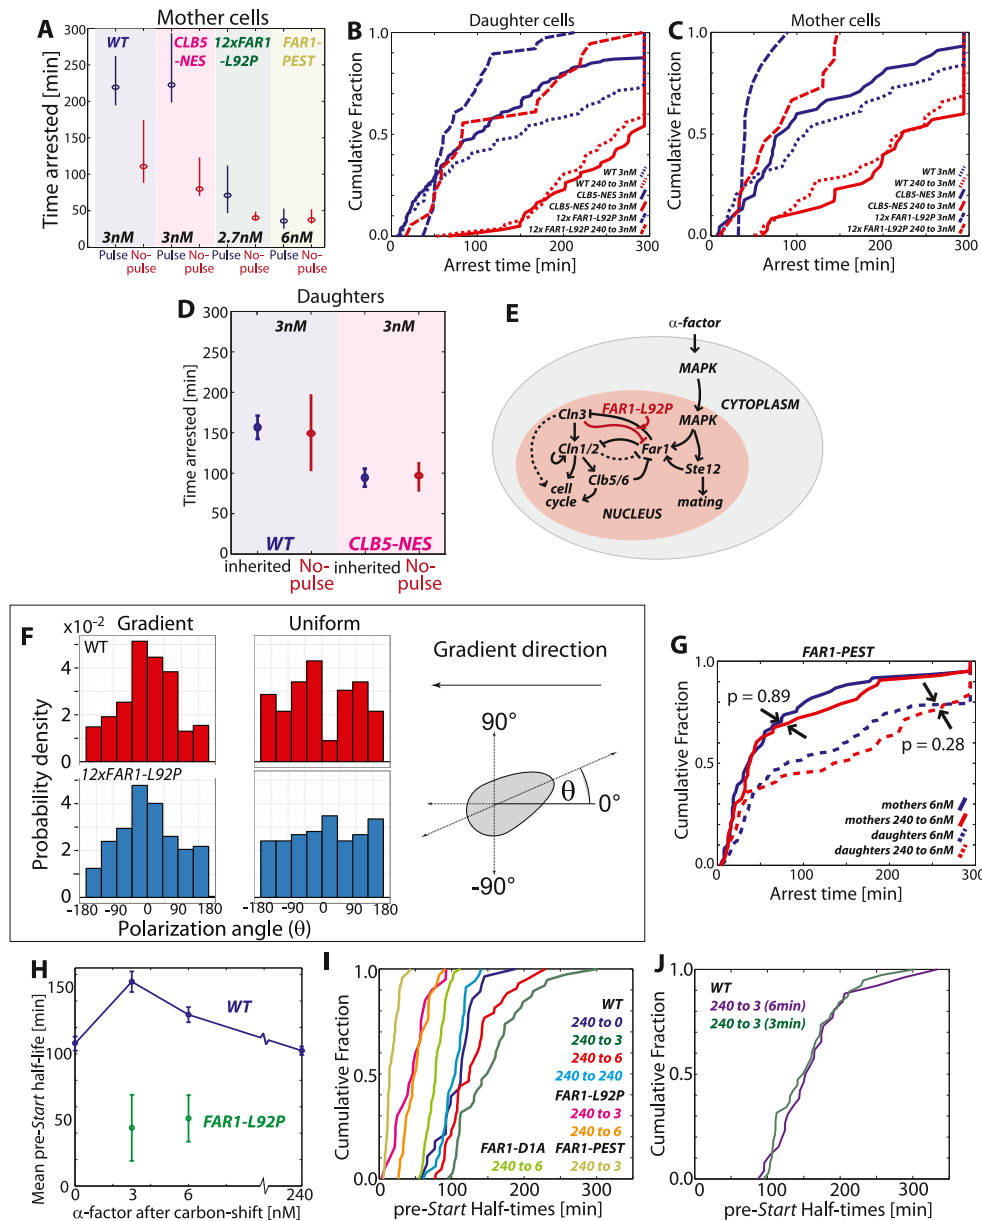 A
Mother cells
Time arrested [min]
300
250
200
150
100
50
0
WT
CLB5
-NES
12xFAR1
-L92P
FAR1-
PEST
3nM
3nM
2.7nM
6nM
Pulse No-pulse Pulse No-pulse Pulse No-pulse Pulse No-pulse
B
Daughter cells
Cumulative Fraction
1.0
0.5
0.0
0 100 200 300
Arrest time [min]
WT 3nM
WT 240 to 3nM
CLB5-NES 3nM
CLB5-NES 240 to 3nM
12x FAR1-L92P 3nM
12x FAR1-L92P 240 to 3nM
C
Mother cells
Cumulative Fraction
1.0
0.5
0.0
0 100 200 300
Arrest time [min]
WT 3nM
WT 240 to 3nM
CLB5-NES 3nM
CLB5-NES 240 to 3nM
12x FAR1-L92P 3nM
12x FAR1-L92P 240 to 3nM
D
Daughters
Time arrested [min]
300
250
200
150
100
50
0
3nM
3nM
WT
CLB5-NES
inherited No-pulse inherited No-pulse
E
α-factor
MAPK
CYTOPLASM
MAPK
FAR1-L92P
Cln3
Cln1/2
Far1
Ste12
Clb5/6
cell
cycle
mating
NUCLEUS
F
x10-2
Gradient
Uniform
WT
4
2
0
12xFAR1-L92P
4
2
0
Probability density
-180 -90 0 90 180
-180 -90 0 90 180
Polarization angle (θ)
Gradient direction
90°
θ
0°
-90°
G
FAR1-PEST
Cumulative Fraction
1.0
0.5
0.0
p = 0.89
p = 0.28
mothers 6nM
mothers 240 to 6nM
daughters 6nM
daughters 240 to 6nM
0 50 100 150 200 250 300
Arrest time [min]
H
Mean pre-Start half-life [min]
150
100
50
0
WT
FAR1-L92P
0 3 6 240
α-factor after carbon-shift [nM]
I
Cumulative Fraction
1.0
0.5
0
WT
240 to 0
240 to 3
240 to 6
240 to 240
FAR1-L92P
240 to 3
240 to 6
FAR1-D1A
240 to 6
FAR1-PEST
240 to 3
0 100 200 300
pre-Start Half-times [min]
J
Cumulative Fraction
1.0
0.5
0
WT
240 to 3 (6min)
240 to 3 (3min)
0 100 200 300
pre-Start Half-times [min]